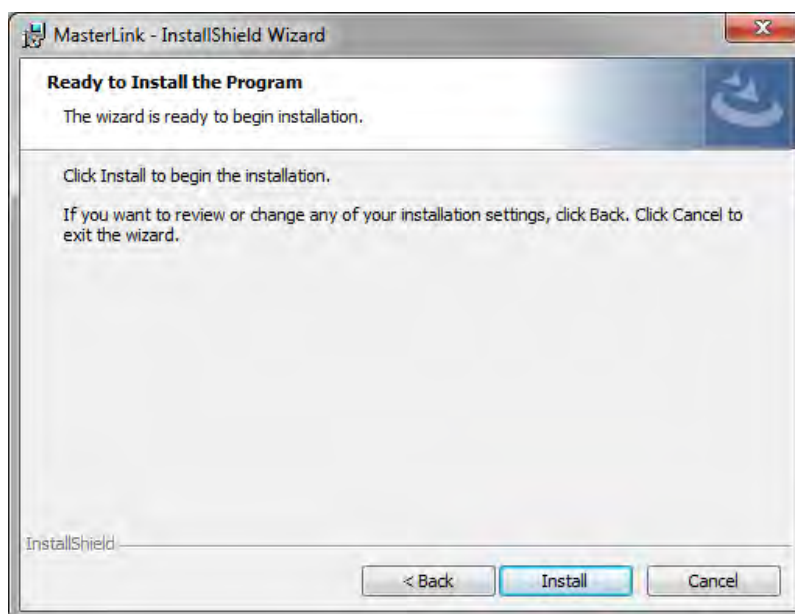 MasterLink - InstallShield Wizard
Ready to Install the Program
The wizard is ready to begin installation.
Click Install to begin the installation.
If you want to review or change any of your installation settings, click Back. Click Cancel to
exit the wizard.
InstallShield
< Back Install Cancel